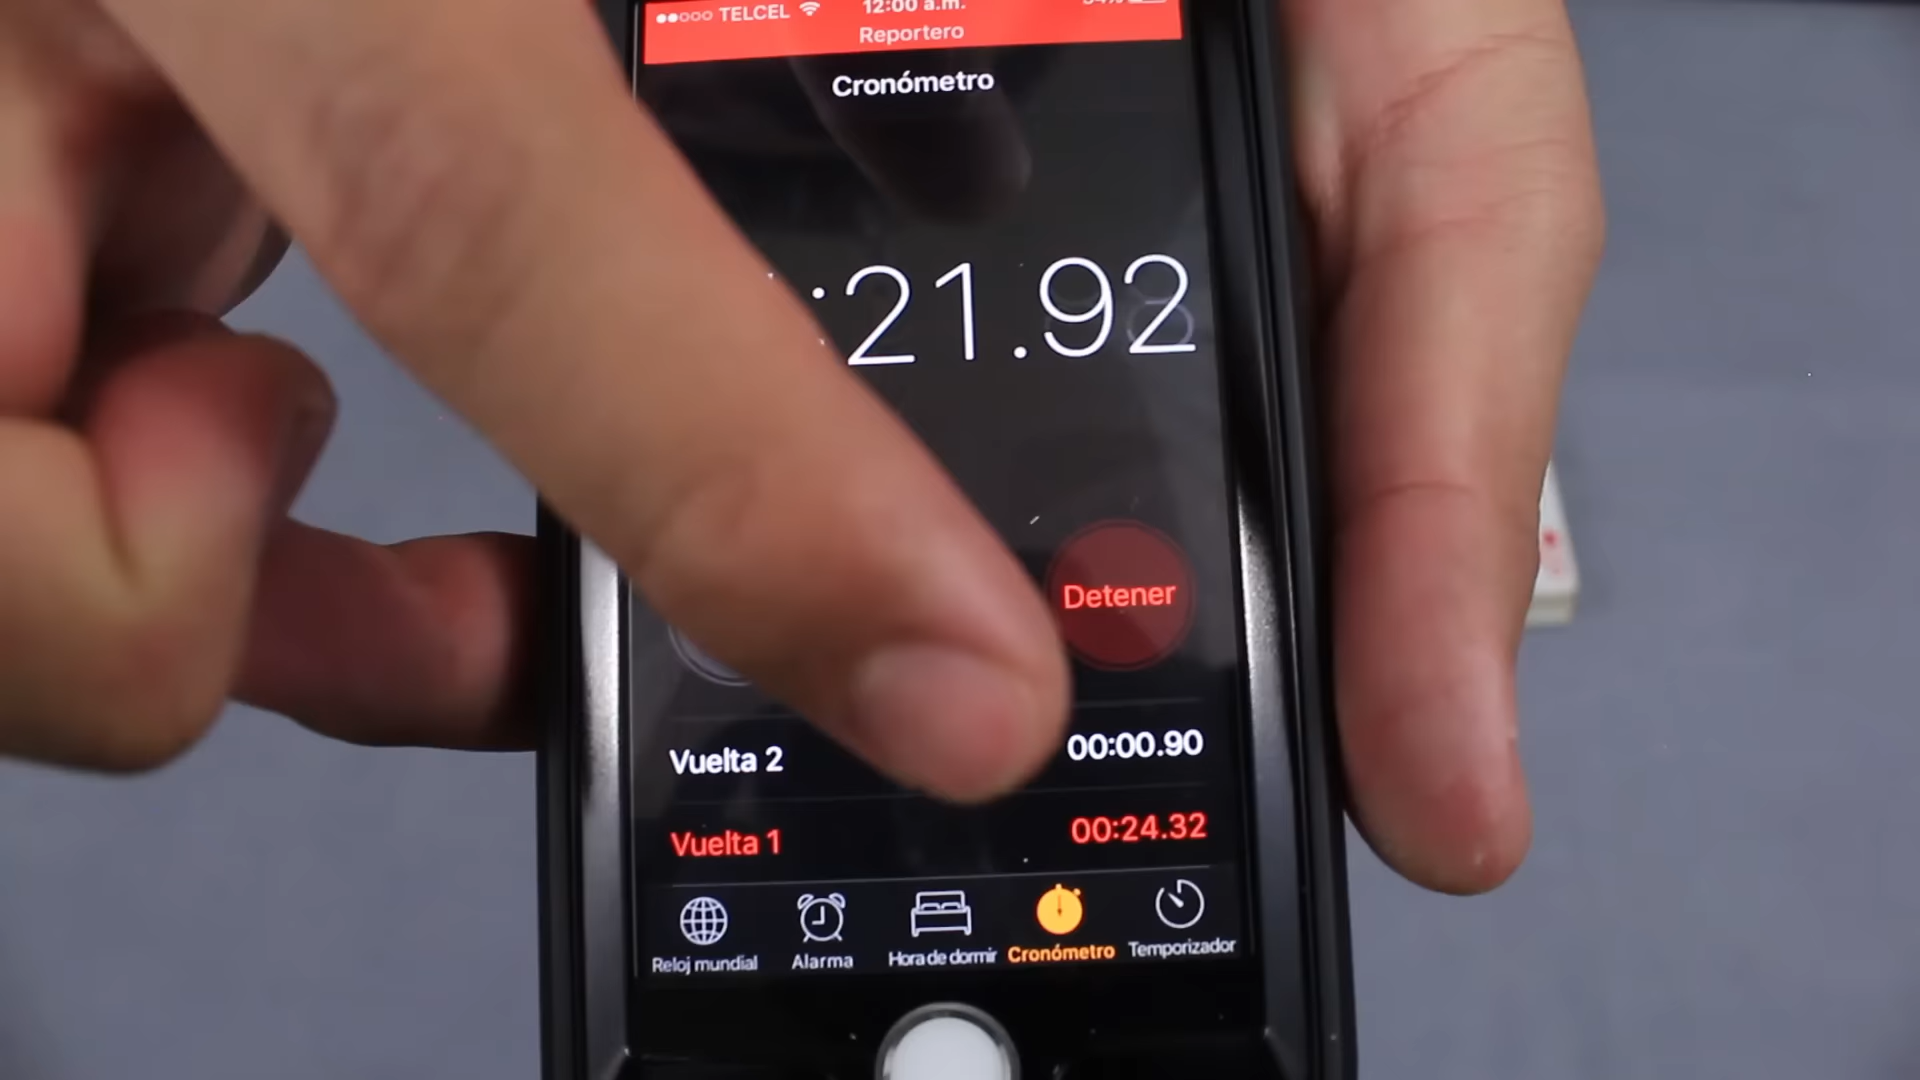 TELCEL 12:00 a.m.
Reportero
Cronómetro
:21.92
Detener
Vuelta 2 00:00.90
Vuelta 1 00:24.32
Reloj mundial Alarma Hora de dormir Cronómetro Temporizador